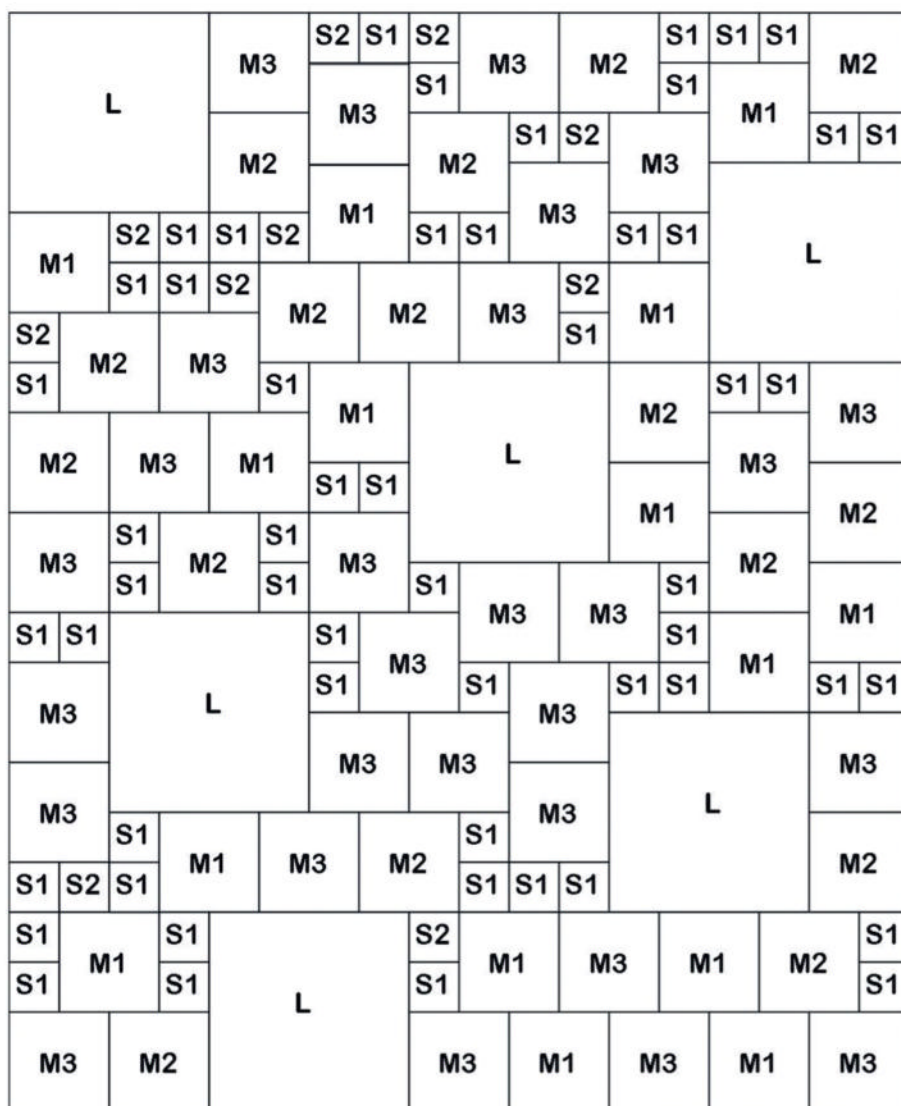 S2 S1 S2 S1 S1 S1
M3 M3 M2 M2
S1 S1
L M3 M1
S1 S2 S1 S1
M2 M2 M3
M1 M3
S2 S1 S1 S2 S1 S1 S1 S1
M1 L
S1 S1 S2 S2
M2 M2 M3 M1
S2 S1
M2 M3
S1 S1 S1 S1
M1 M2 M3
M2 M3 M1 L M3
S1 S1
M1 M2
S1 S1
M3 M2 M3 M2
S1 S1 S1 S1
M3 M3 M1
S1 S1 S1 S1
M3 M1
S1 S1 S1 S1 S1 S1
M3 L M3
M3 M3 M3
M3 M3 L
S1 S1
M1 M3 M2 M2
S1 S2 S1 S1 S1 S1
S1 S1 S2 S1
M1 M1 M3 M1 M2
S1 S1 S1 S1
L
M3 M2 M3 M1 M3 M1 M3